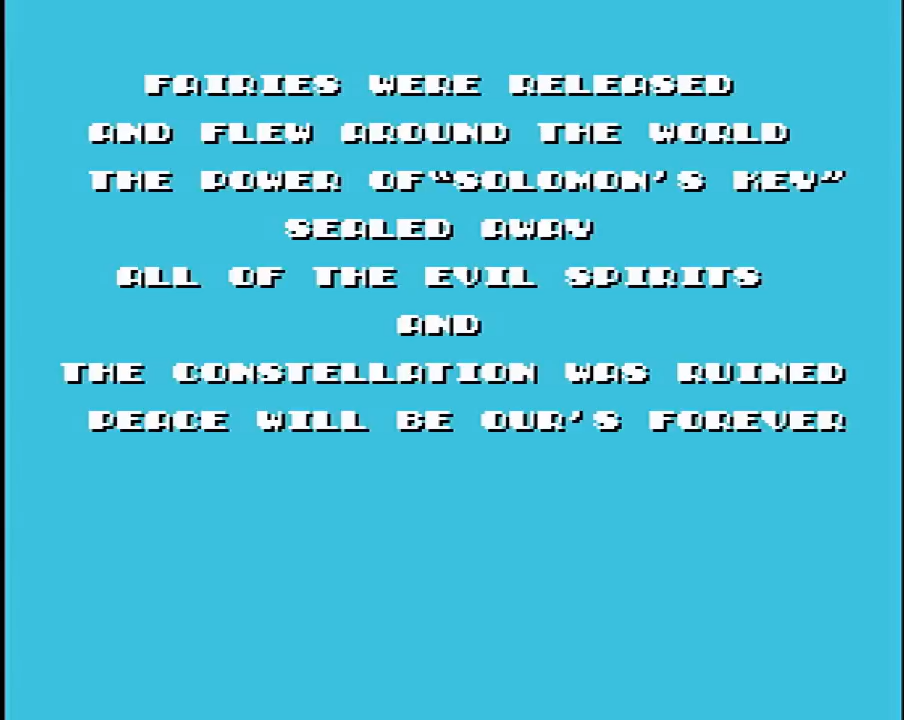 FAIRIES WERE RELEASED
AND FLEW AROUND THE WORLD
THE POWER OF“SOLOMON'S KEY”
SEALED AWAY
ALL OF THE EVIL SPIRITS
AND
THE CONSTELLATION WAS RUINED
PEACE WILL BE OUR'S FOREVER